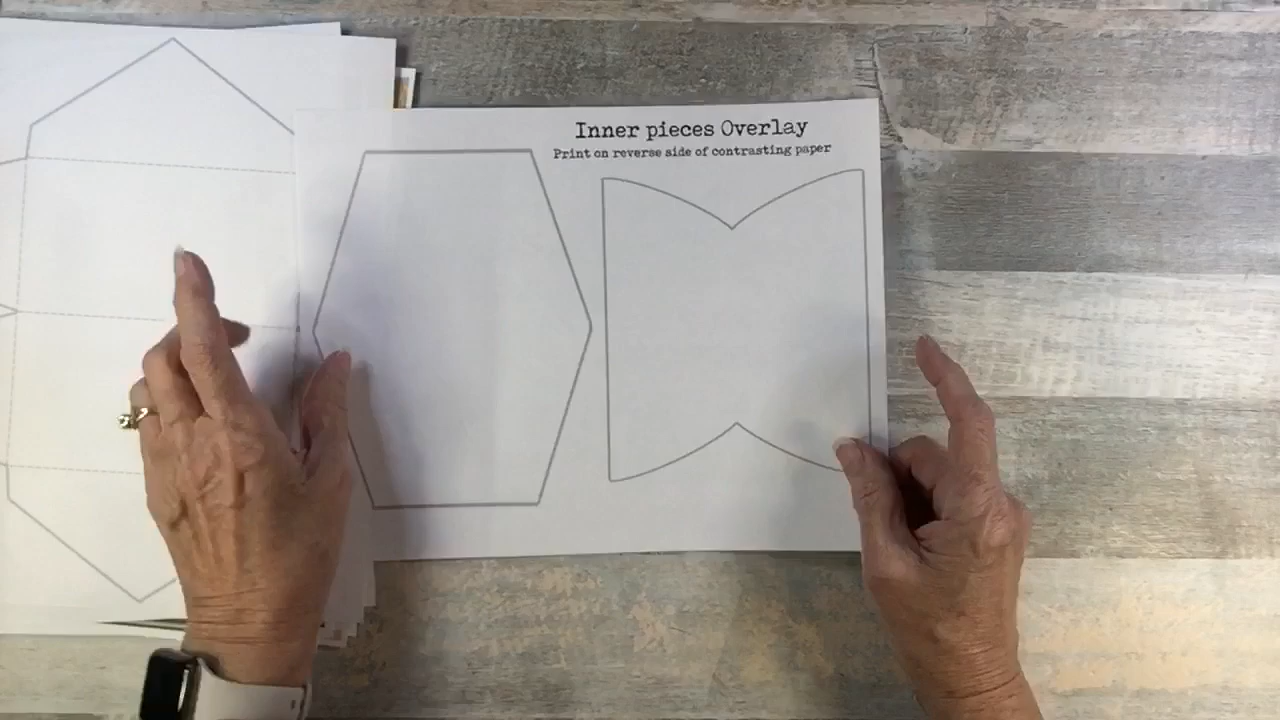 Inner pieces Overlay
Print on reverse side of contrasting paper